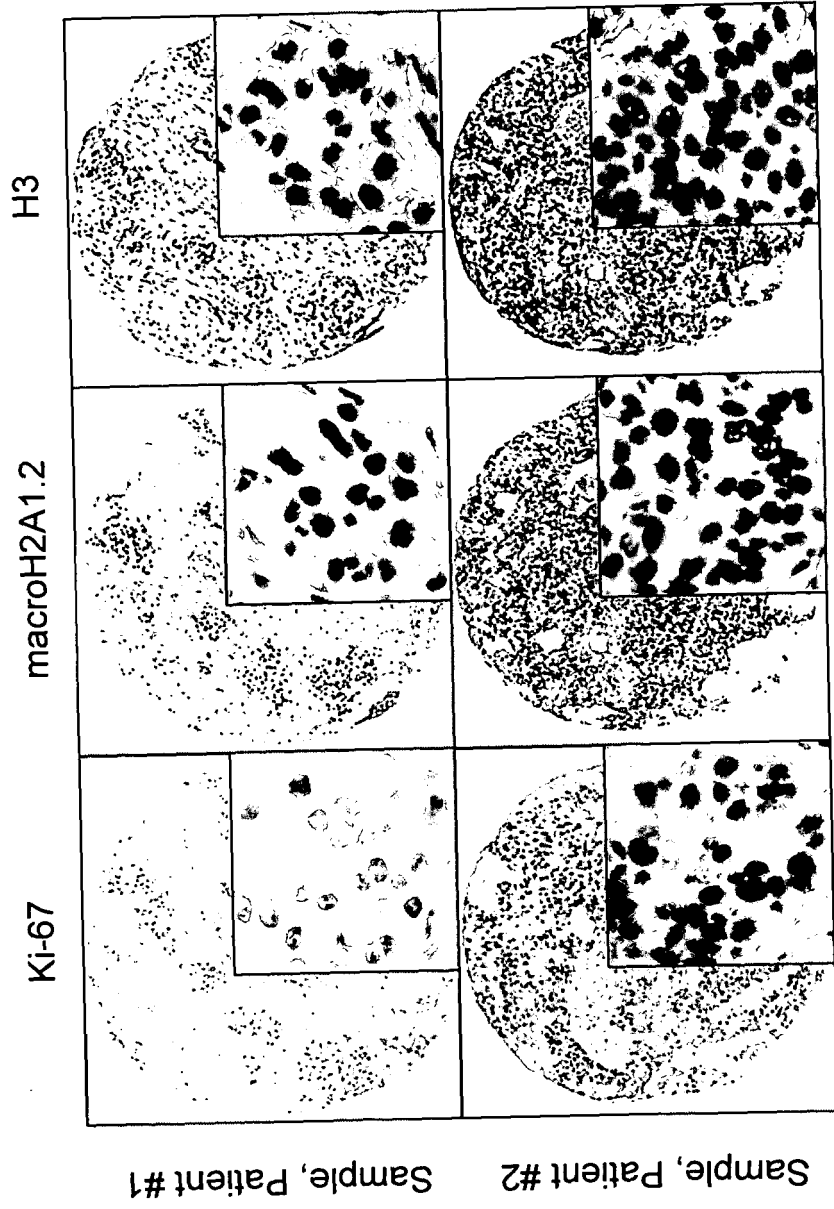 Ki-67
macroH2A1.2
H3
Sample, Patient #1
Sample, Patient #2